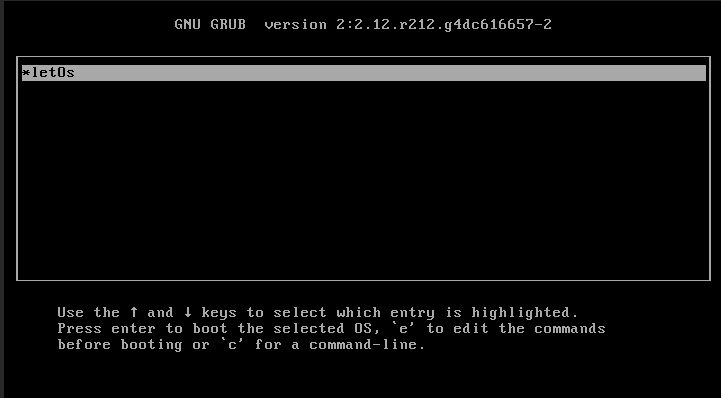 GNU GRUB  version 2:2.12.r212.g4dc616657-2
*letOs
Use the ↑ and ↓ keys to select which entry is highlighted.
Press enter to boot the selected OS, `e' to edit the commands
before booting or `c' for a command-line.